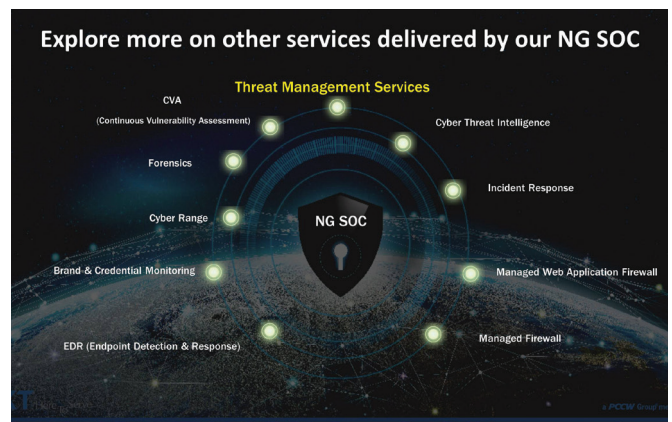 Explore more on other services delivered by our NG SOC
Threat Management Services
CVA
(Continuous Vulnerability Assessment)
Cyber Threat Intelligence
Forensics
Incident Response
Cyber Range
NG SOC
Brand & Credential Monitoring
Managed Web Application Firewall
EDR (Endpoint Detection & Response)
Managed Firewall
a PCCW Group